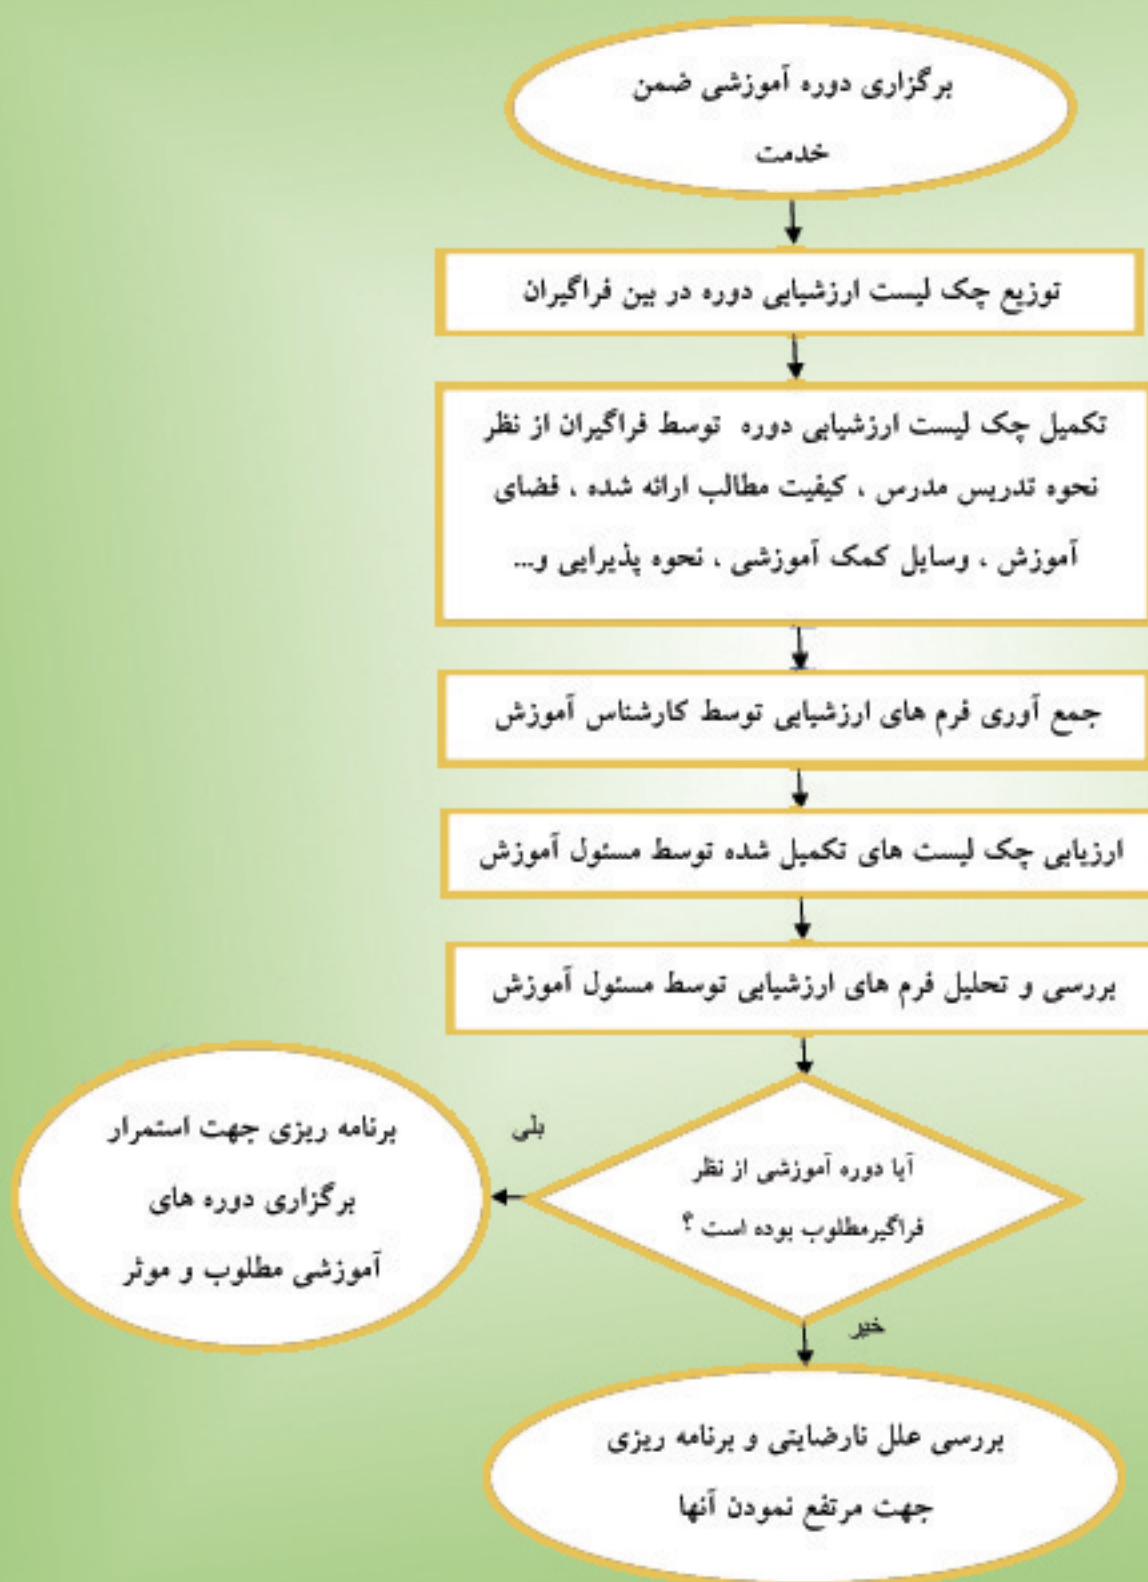 برگزاری دوره آموزشی ضمن
خدمت
توزیع چک لیست ارزشیابی دوره در بین فراگیران
تکمیل چک لیست ارزشیابی دوره توسط فراگیران از نظر
نحوه تدریس مدرس ، کیفیت مطالب ارائه شده ، فضای
آموزش ، وسایل کمک آموزشی ، نحوه پذیرایی و...
جمع آوری فرم های ارزشیابی توسط کارشناس آموزش
ارزیابی چک لیست های تکمیل شده توسط مسئول آموزش
بررسی و تحلیل فرم های ارزشیابی توسط مسئول آموزش
آیا دوره آموزشی از نظر
فراگیرمطلوب بوده است ؟
بلی
برنامه ریزی جهت استمرار
برگزاری دوره های
آموزشی مطلوب و موثر
خیر
بررسی علل نارضایتی و برنامه ریزی
جهت مرتفع نمودن آنها